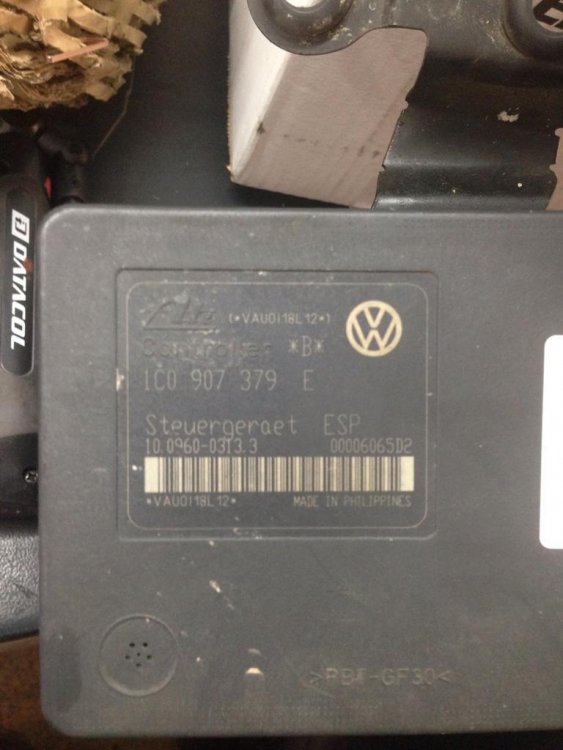 DATACOL
Ate (*VAU0118L12*)
Controller *B*
1C0 907 379 E
Steuergeraet ESP
10.0960-0313.3 00006065D2
*VAU0118L12* MADE IN PHILIPPINES
>PBT-GF30<